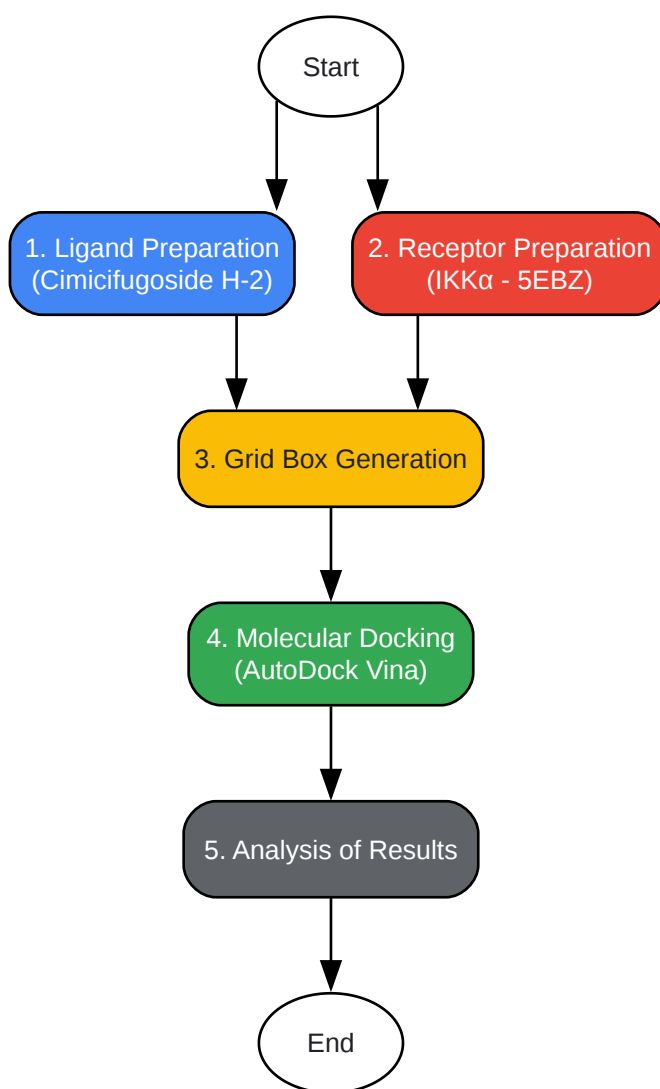 Start
1. Ligand Preparation
(Cimicifugoside H-2)
2. Receptor Preparation
(IKKα - 5EBZ)
3. Grid Box Generation
4. Molecular Docking
(AutoDock Vina)
5. Analysis of Results
End